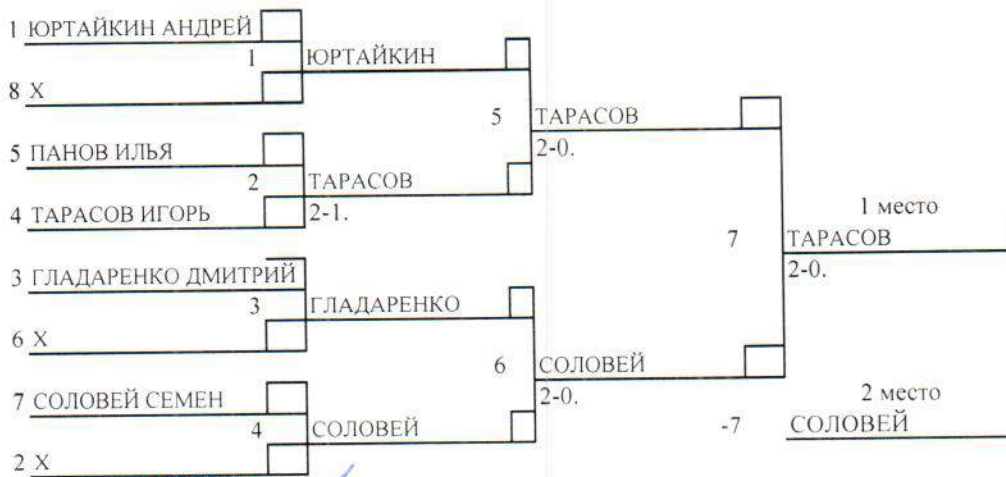 1 ЮРТАЙКИН АНДРЕЙ
1 ЮРТАЙКИН
8 X
5 ТАРАСОВ
2-0.
5 ПАНОВ ИЛЬЯ
2 ТАРАСОВ
2-1.
4 ТАРАСОВ ИГОРЬ
1 место
7 ТАРАСОВ
2-0.
3 ГЛАДАРЕНКО ДМИТРИЙ
3 ГЛАДАРЕНКО
6 X
6 СОЛОВЕЙ
2-0.
7 СОЛОВЕЙ СЕМЕН
2 место
-7 СОЛОВЕЙ
4 СОЛОВЕЙ
2 X